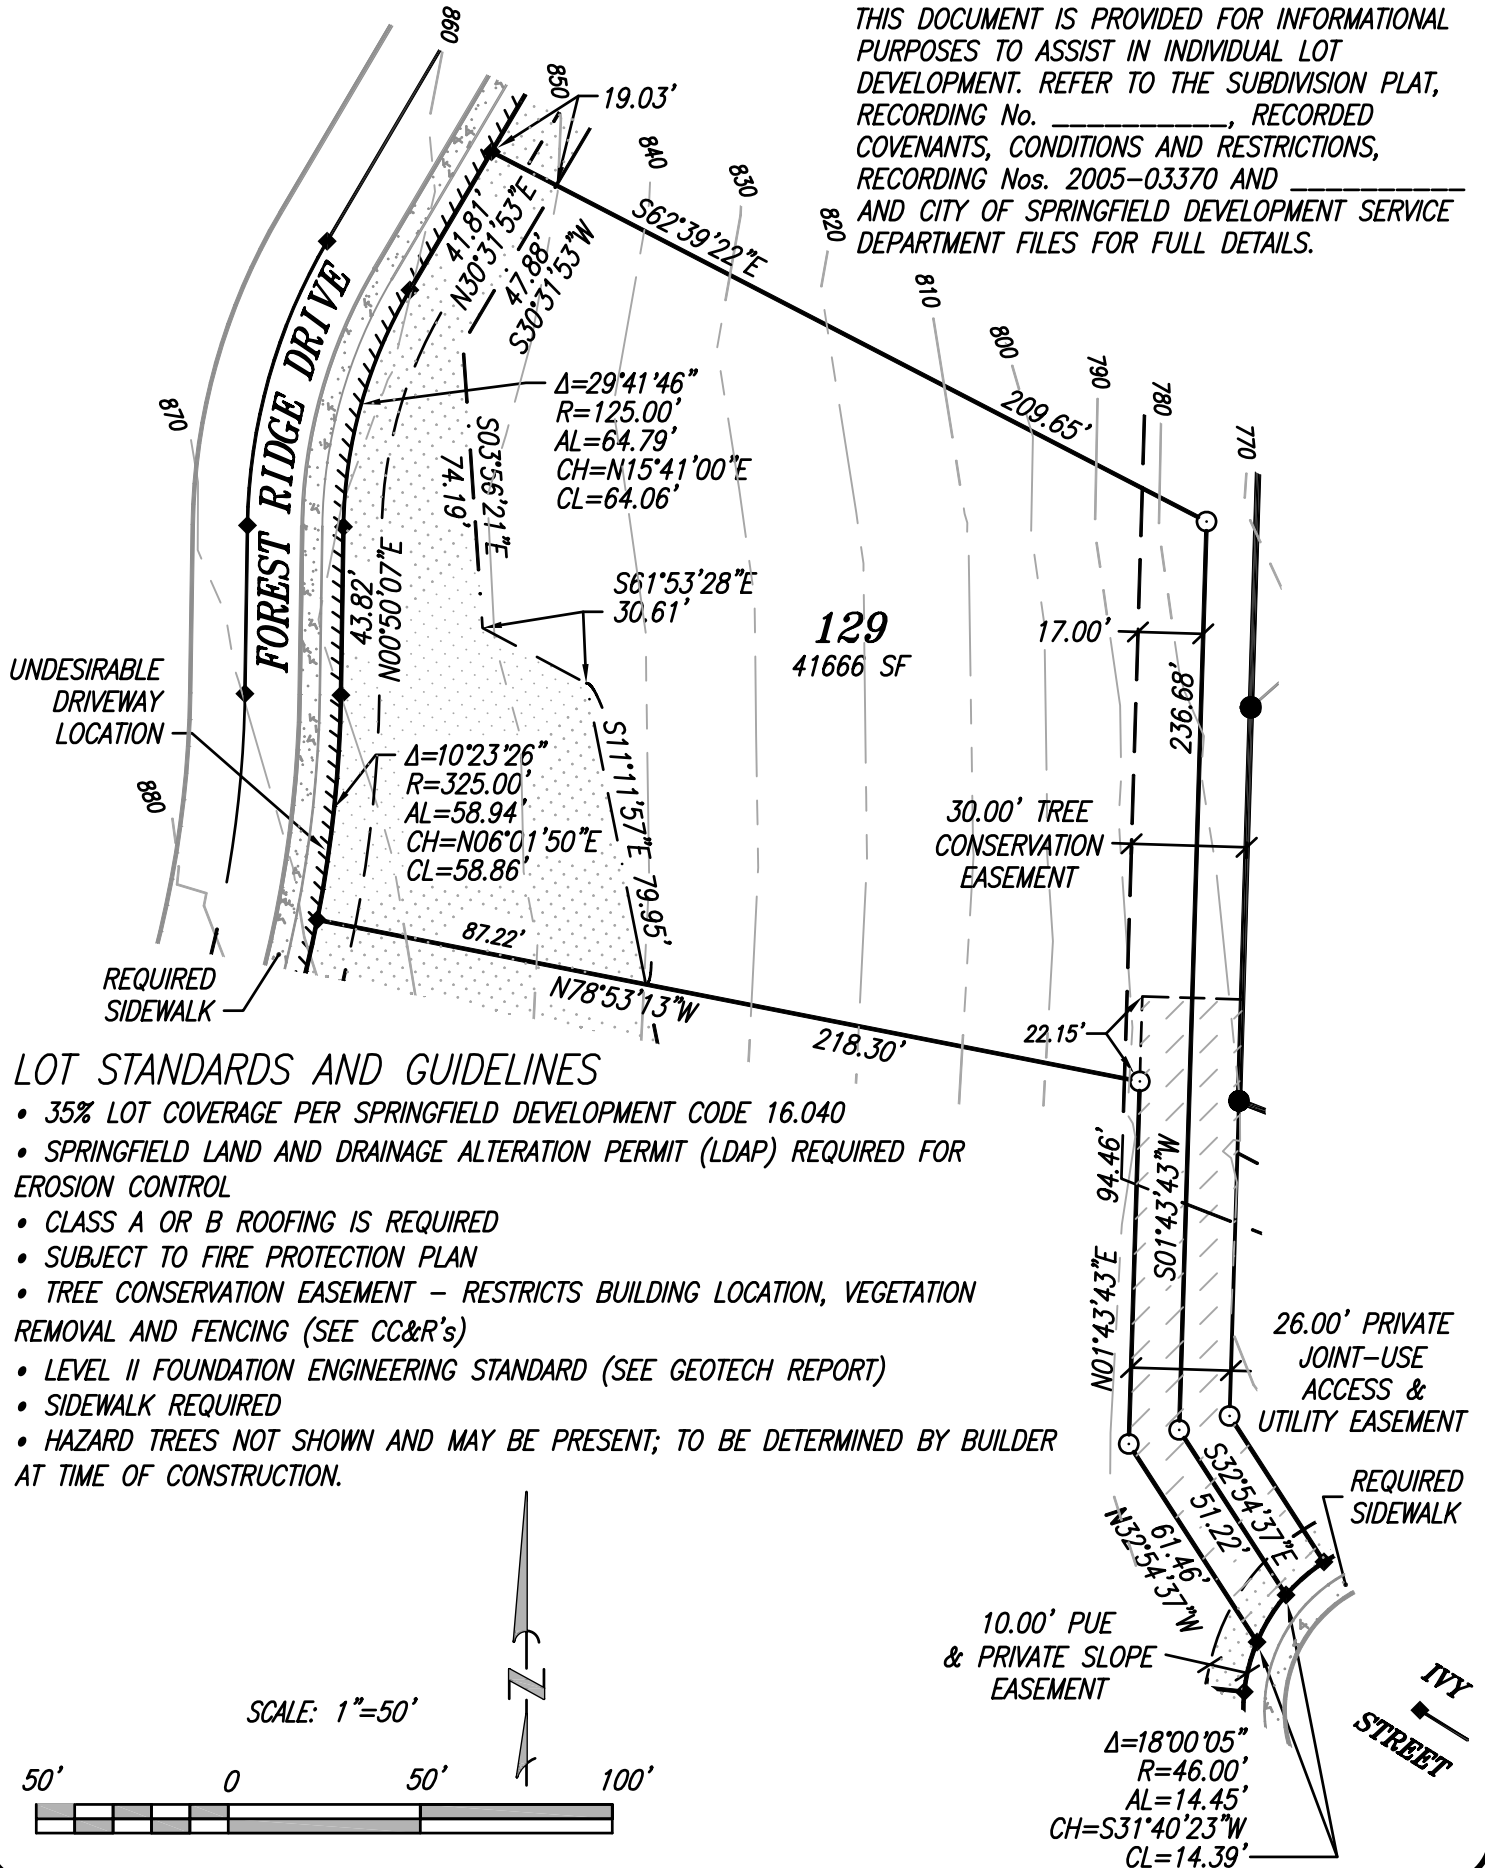 THIS DOCUMENT IS PROVIDED FOR INFORMATIONAL
PURPOSES TO ASSIST IN INDIVIDUAL LOT
DEVELOPMENT. REFER TO THE SUBDIVISION PLAT,
RECORDING No. __________, RECORDED
COVENANTS, CONDITIONS AND RESTRICTIONS,
RECORDING Nos. 2005-03370 AND __________
AND CITY OF SPRINGFIELD DEVELOPMENT SERVICE
DEPARTMENT FILES FOR FULL DETAILS.
860
850
19.03'
840
830
820
810
800
790
780
770
870
880
FOREST RIDGE DRIVE
41.81'
N30°31'53"E
47.88'
S30°31'53"W
S62°39'22"E
209.65'
Δ=29°41'46"
R=125.00'
AL=64.79'
CH=N15°41'00"E
CL=64.06'
S03°56'21"E
74.19'
S61°53'28"E
30.61'
43.82'
N00°50'07"E
129
41666 SF
17.00'
236.68'
UNDESIRABLE
DRIVEWAY
LOCATION
Δ=10°23'26"
R=325.00'
AL=58.94'
CH=N06°01'50"E
CL=58.86'
S11°11'57"E 79.95'
30.00' TREE
CONSERVATION
EASEMENT
87.22'
N78°53'13"W
218.30'
REQUIRED
SIDEWALK
22.15'
LOT STANDARDS AND GUIDELINES
• 35% LOT COVERAGE PER SPRINGFIELD DEVELOPMENT CODE 16.040
• SPRINGFIELD LAND AND DRAINAGE ALTERATION PERMIT (LDAP) REQUIRED FOR
EROSION CONTROL
• CLASS A OR B ROOFING IS REQUIRED
• SUBJECT TO FIRE PROTECTION PLAN
• TREE CONSERVATION EASEMENT – RESTRICTS BUILDING LOCATION, VEGETATION
REMOVAL AND FENCING (SEE CC&R's)
• LEVEL II FOUNDATION ENGINEERING STANDARD (SEE GEOTECH REPORT)
• SIDEWALK REQUIRED
• HAZARD TREES NOT SHOWN AND MAY BE PRESENT; TO BE DETERMINED BY BUILDER
AT TIME OF CONSTRUCTION.
94.46'
N01°43'43"E
S01°43'43"W
26.00' PRIVATE
JOINT-USE
ACCESS &
UTILITY EASEMENT
S32°54'37"E
51.22'
61.46'
N32°54'37"W
REQUIRED
SIDEWALK
10.00' PUE
& PRIVATE SLOPE
EASEMENT
IVY
STREET
Δ=18°00'05"
R=46.00'
AL=14.45'
CH=S31°40'23"W
CL=14.39'
N
SCALE: 1"=50'
50' 0 50' 100'